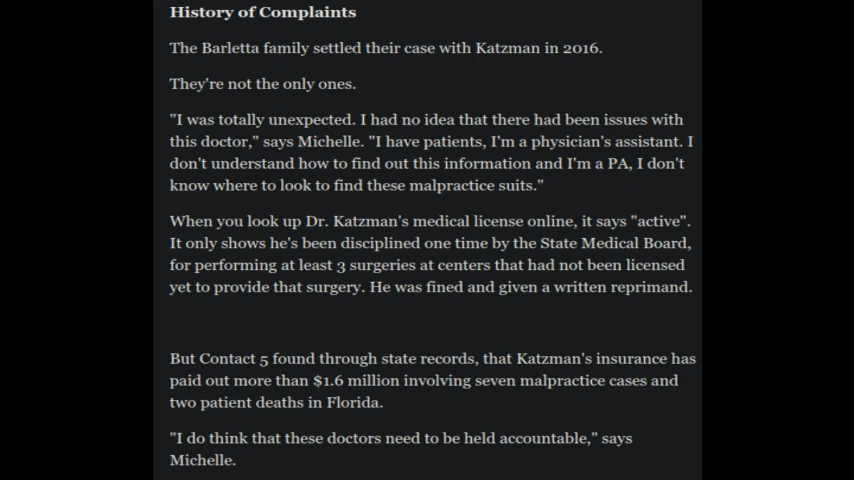 History of Complaints
The Barletta family settled their case with Katzman in 2016.
They're not the only ones.
"I was totally unexpected. I had no idea that there had been issues with
this doctor," says Michelle. "I have patients, I'm a physician's assistant. I
don't understand how to find out this information and I'm a PA, I don't
know where to look to find these malpractice suits."
When you look up Dr. Katzman's medical license online, it says "active".
It only shows he's been disciplined one time by the State Medical Board,
for performing at least 3 surgeries at centers that had not been licensed
yet to provide that surgery. He was fined and given a written reprimand.
But Contact 5 found through state records, that Katzman's insurance has
paid out more than $1.6 million involving seven malpractice cases and
two patient deaths in Florida.
"I do think that these doctors need to be held accountable," says
Michelle.